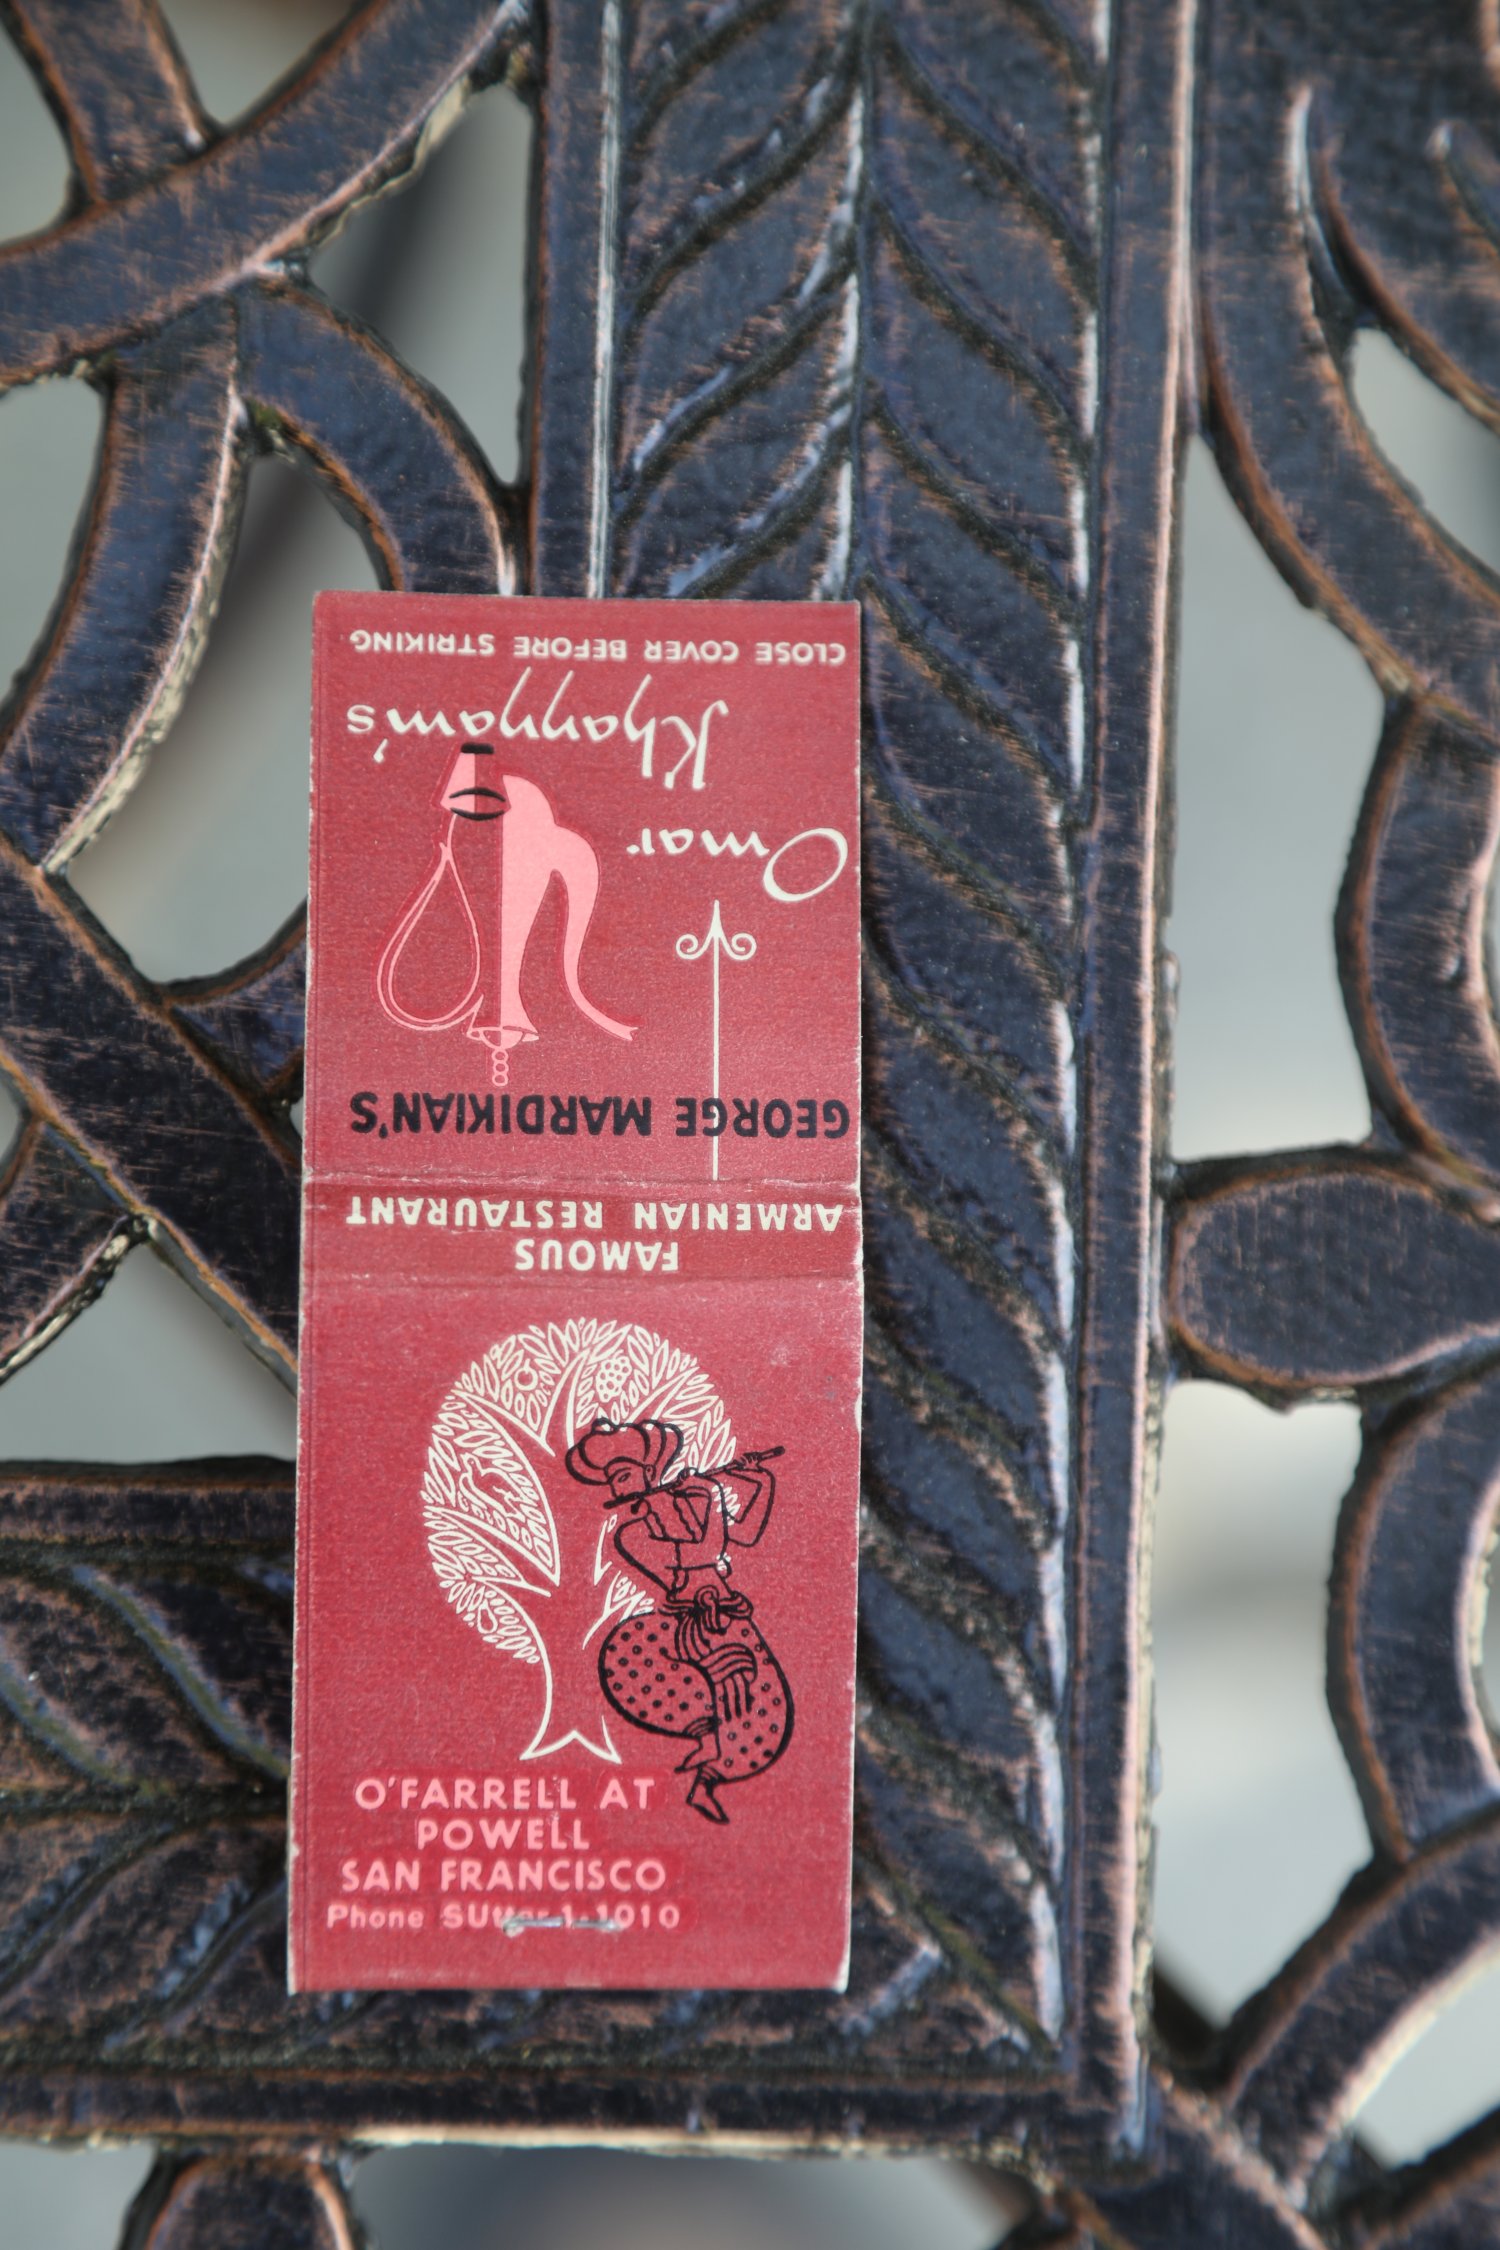 CLOSE COVER BEFORE STRIKING
GEORGE MARDIKIAN'S
Omar
Khayyam's
FAMOUS
ARMENIAN RESTAURANT
O'FARRELL AT
POWELL
SAN FRANCISCO
Phone SUtter 1-1010